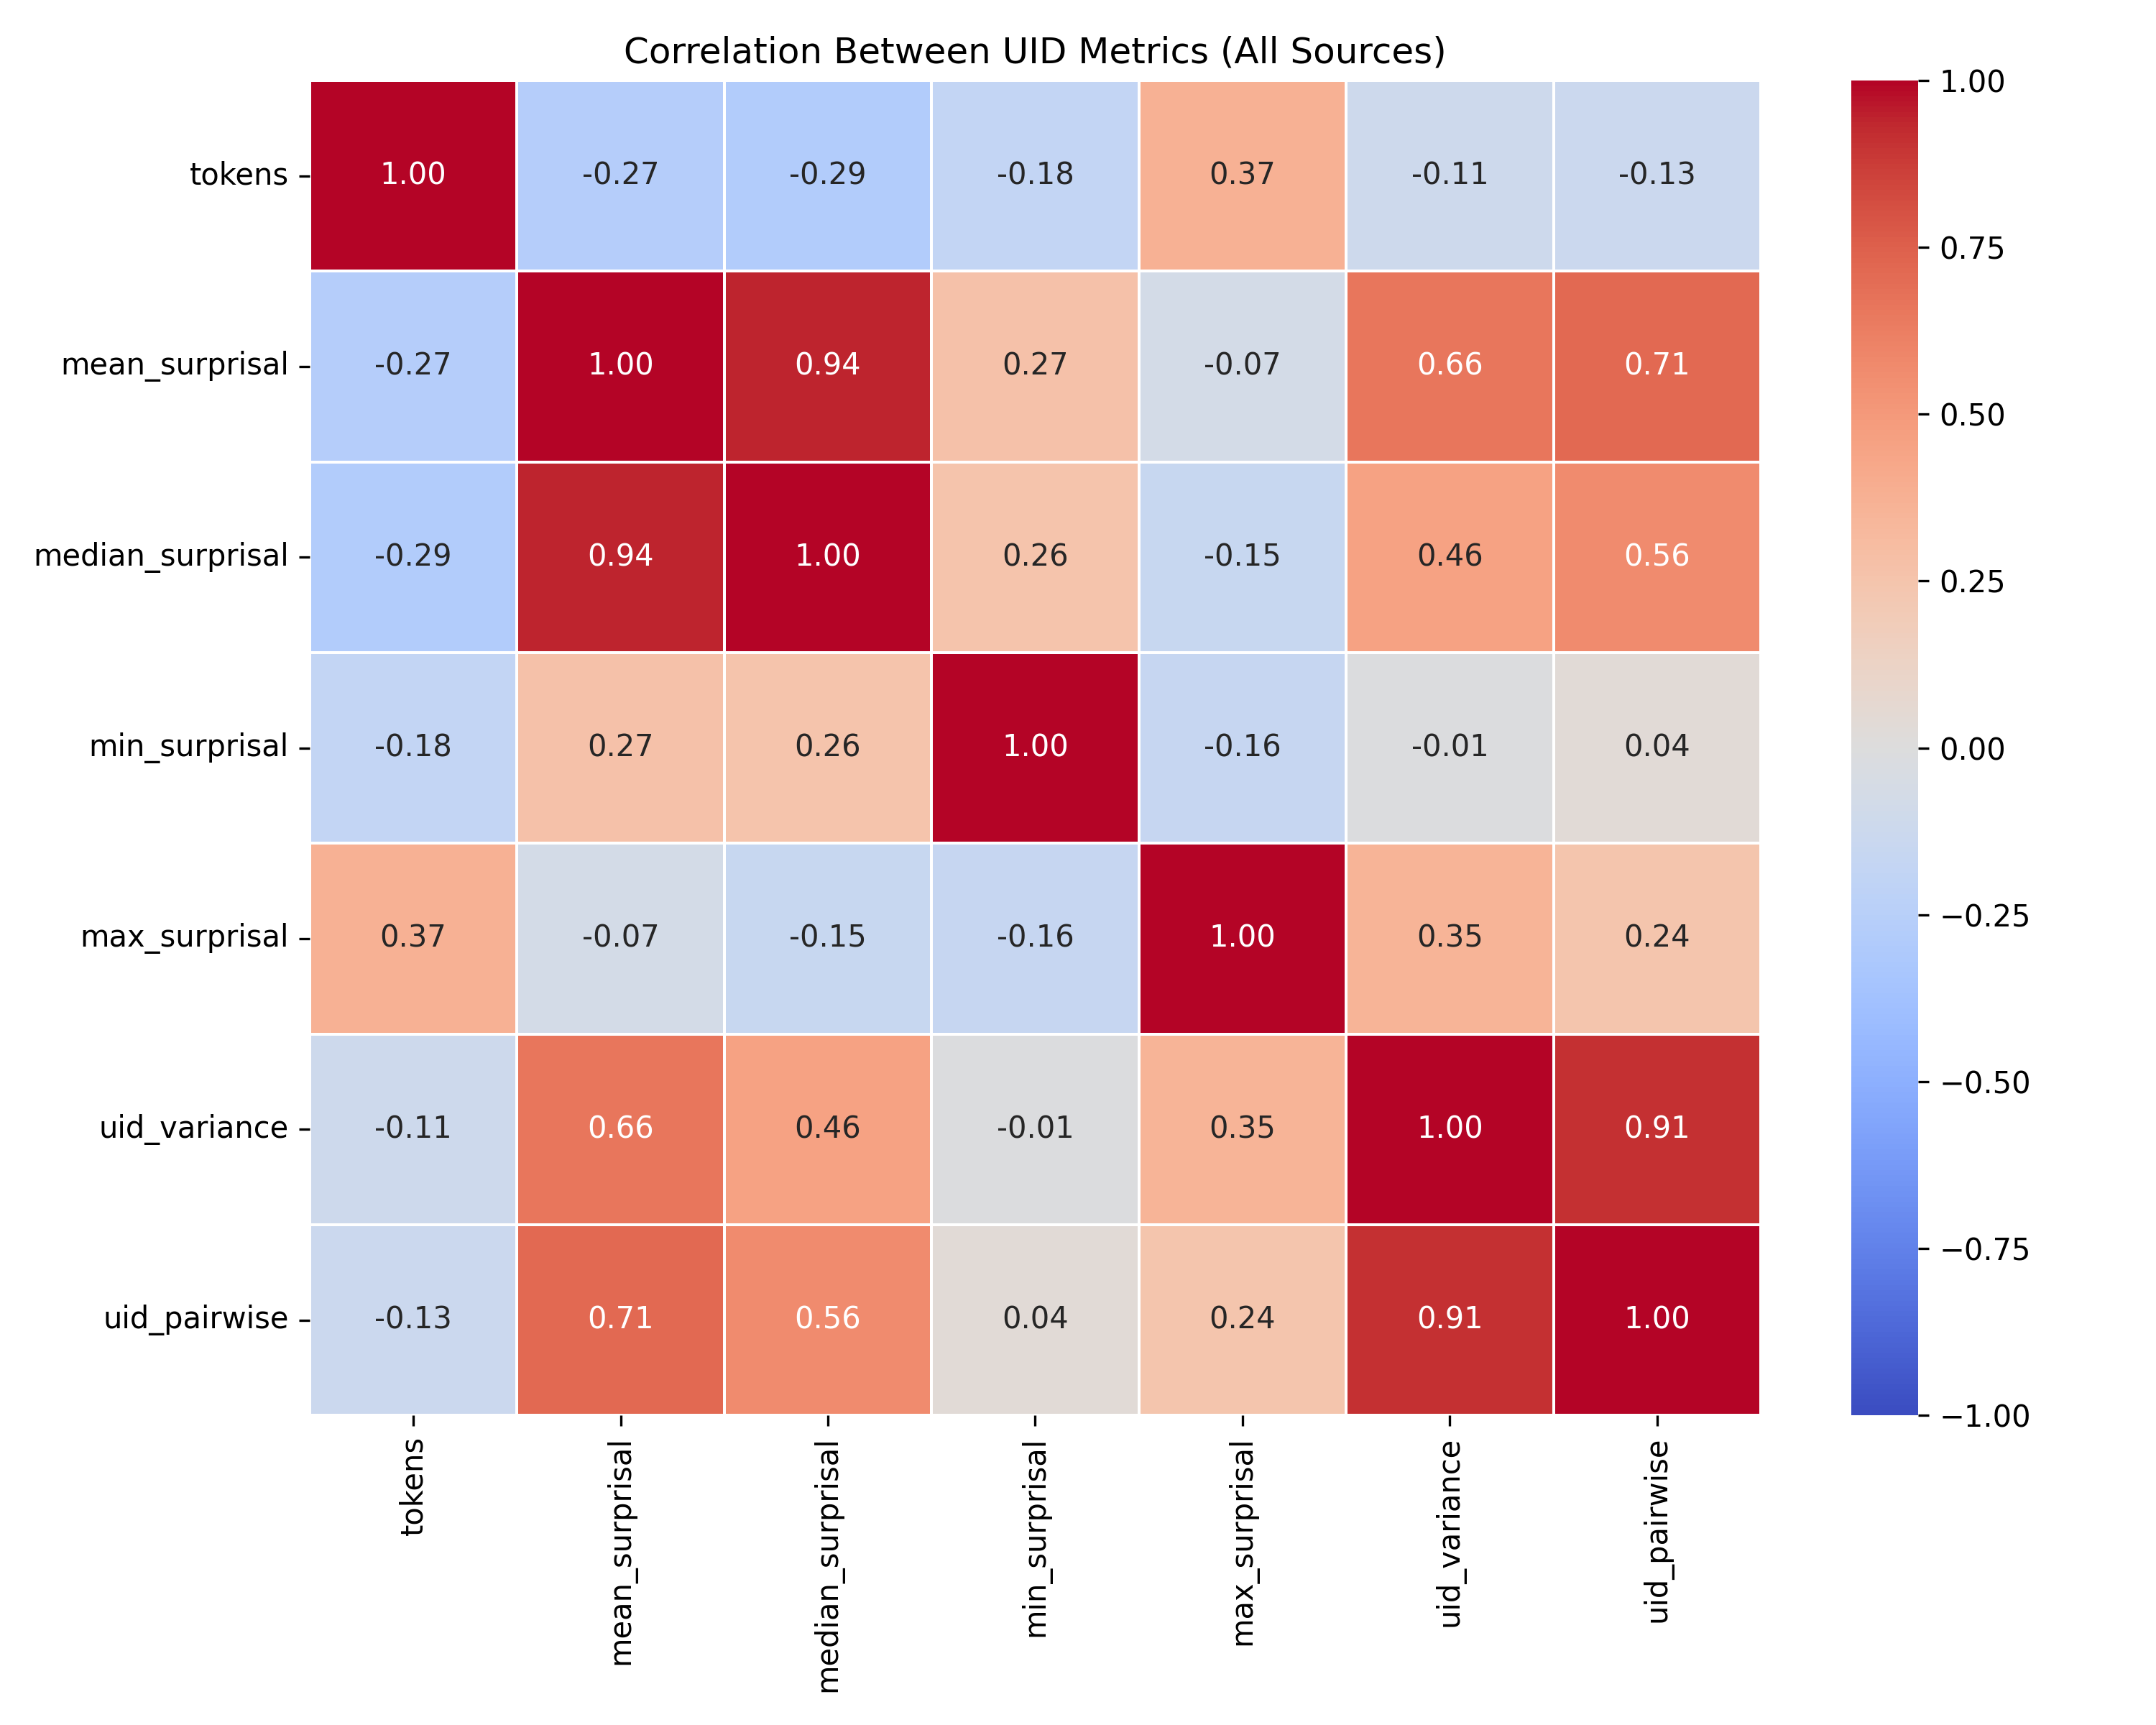 Correlation Between UID Metrics (All Sources)
tokens 1.00 -0.27 -0.29 -0.18 0.37 -0.11 -0.13
mean_surprisal -0.27 1.00 0.94 0.27 -0.07 0.66 0.71
median_surprisal -0.29 0.94 1.00 0.26 -0.15 0.46 0.56
min_surprisal -0.18 0.27 0.26 1.00 -0.16 -0.01 0.04
max_surprisal 0.37 -0.07 -0.15 -0.16 1.00 0.35 0.24
uid_variance -0.11 0.66 0.46 -0.01 0.35 1.00 0.91
uid_pairwise -0.13 0.71 0.56 0.04 0.24 0.91 1.00
tokens
mean_surprisal
median_surprisal
min_surprisal
max_surprisal
uid_variance
uid_pairwise
1.00
0.75
0.50
0.25
0.00
−0.25
−0.50
−0.75
−1.00